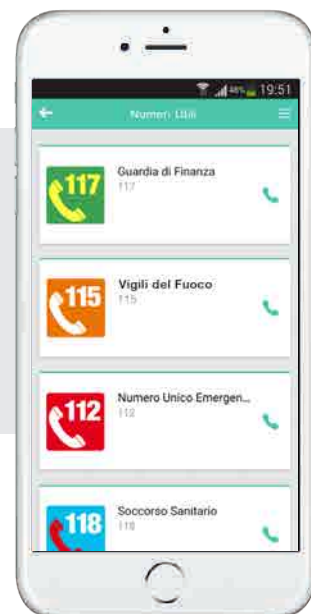 48% 19:51
Numeri Utili
117
Guardia di Finanza
117
115
Vigili del Fuoco
115
112
Numero Unico Emergen...
112
118
Soccorso Sanitario
118